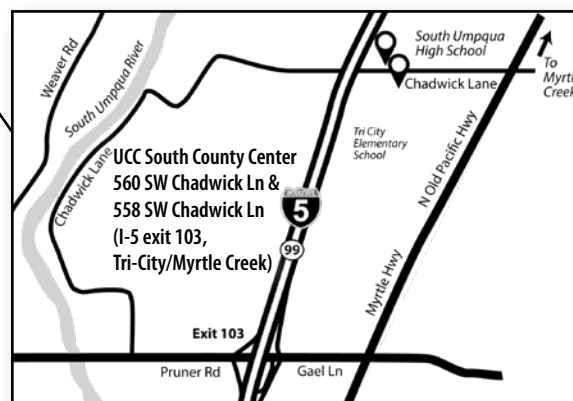 Weaver Rd
South Umpqua River
South Umpqua
High School
To
Myrtle
Creek
Chadwick Lane
Tri City
Elementary
School
N Old Pacific Hwy
Chadwick Lane
UCC South County Center
560 SW Chadwick Ln &
558 SW Chadwick Ln
(I-5 exit 103,
Tri-City/Myrtle Creek)
5
99
Myrtle Hwy
Exit 103
Pruner Rd
Gael Ln